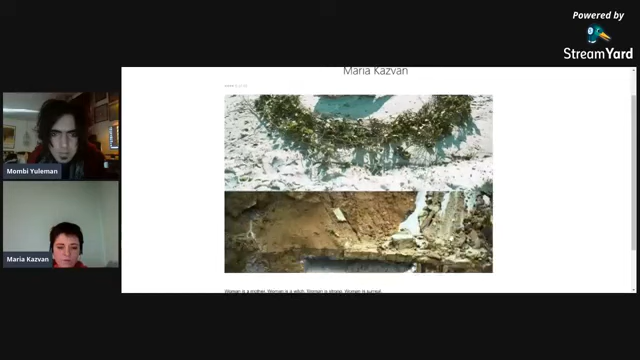 Powered by
StreamYard
Maria Kazvan
Mombi Yuleman
Maria Kazvan
Woman is a mother. Woman is a witch. Woman is strong. Woman is sacred.